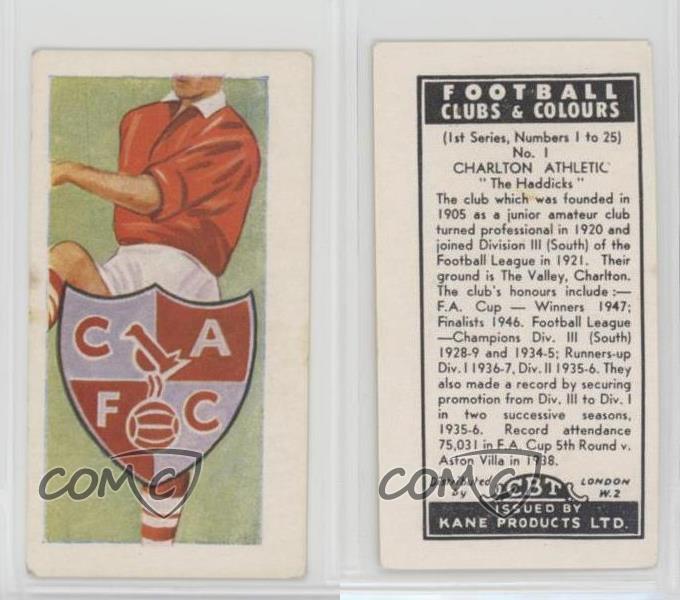 C A
F C
COMC
FOOTBALL
CLUBS & COLOURS
(1st Series, Numbers 1 to 25)
No. 1
CHARLTON ATHLETIC
"The Haddicks"
The club which was founded in
1905 as a junior amateur club
turned professional in 1920 and
joined Division III (South) of the
Football League in 1921. Their
ground is The Valley, Charlton.
The club's honours include :—
F.A. Cup — Winners 1947;
Finalists 1946. Football League
—Champions Div. III (South)
1928-9 and 1934-5; Runners-up
Div. I 1936-7, Div. II 1935-6. They
also made a record by securing
promotion from Div. III to Div. I
in two successive seasons,
1935-6. Record attendance
75,031 in F.A. Cup 5th Round v.
Aston Villa in 1938.
COMC
Distributed by LONDON W.2
ISSUED BY
KANE PRODUCTS LTD.